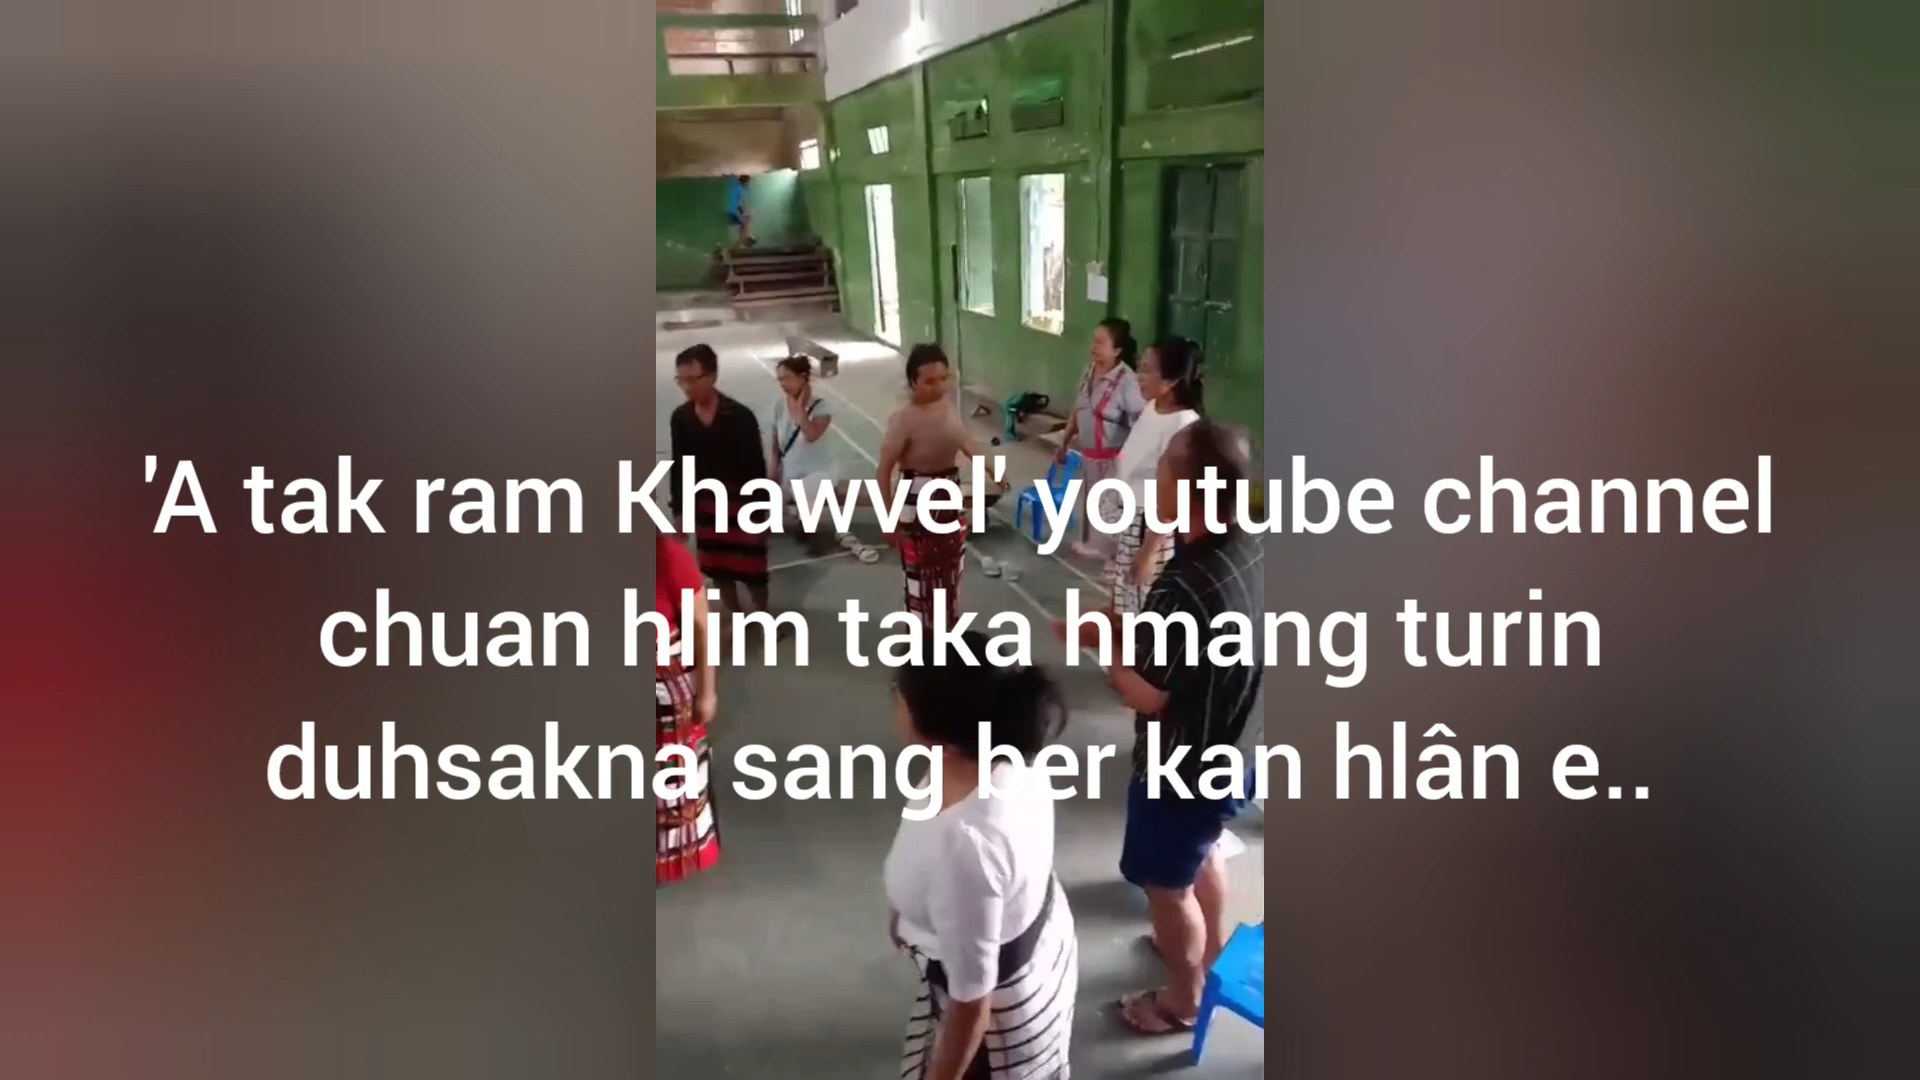 'A tak ram Khawvel' youtube channel
chuan hlim taka hmang turin
duhsakna sang ber kan hlân e..